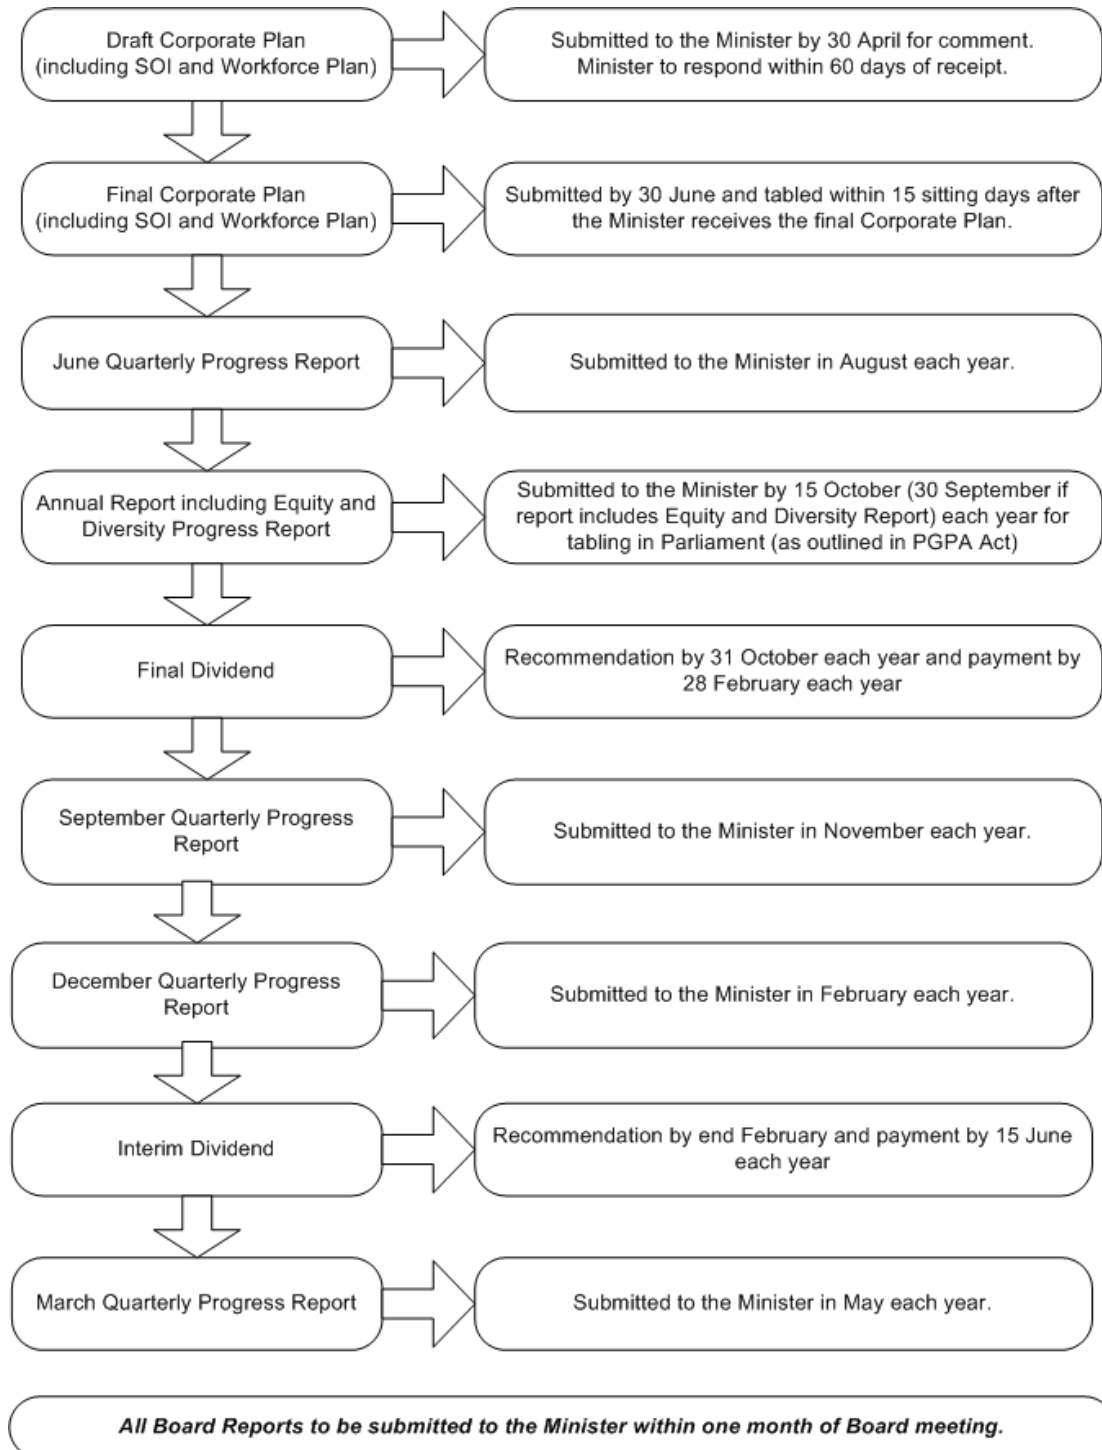 Draft Corporate Plan
(including SOI and Workforce Plan)
Submitted to the Minister by 30 April for comment.
Minister to respond within 60 days of receipt.
Final Corporate Plan
(including SOI and Workforce Plan)
Submitted by 30 June and tabled within 15 sitting days after
the Minister receives the final Corporate Plan.
June Quarterly Progress Report
Submitted to the Minister in August each year.
Annual Report including Equity and
Diversity Progress Report
Submitted to the Minister by 15 October (30 September if
report includes Equity and Diversity Report) each year for
tabling in Parliament (as outlined in PGPA Act)
Final Dividend
Recommendation by 31 October each year and payment by
28 February each year
September Quarterly Progress
Report
Submitted to the Minister in November each year.
December Quarterly Progress
Report
Submitted to the Minister in February each year.
Interim Dividend
Recommendation by end February and payment by 15 June
each year
March Quarterly Progress Report
Submitted to the Minister in May each year.
All Board Reports to be submitted to the Minister within one month of Board meeting.